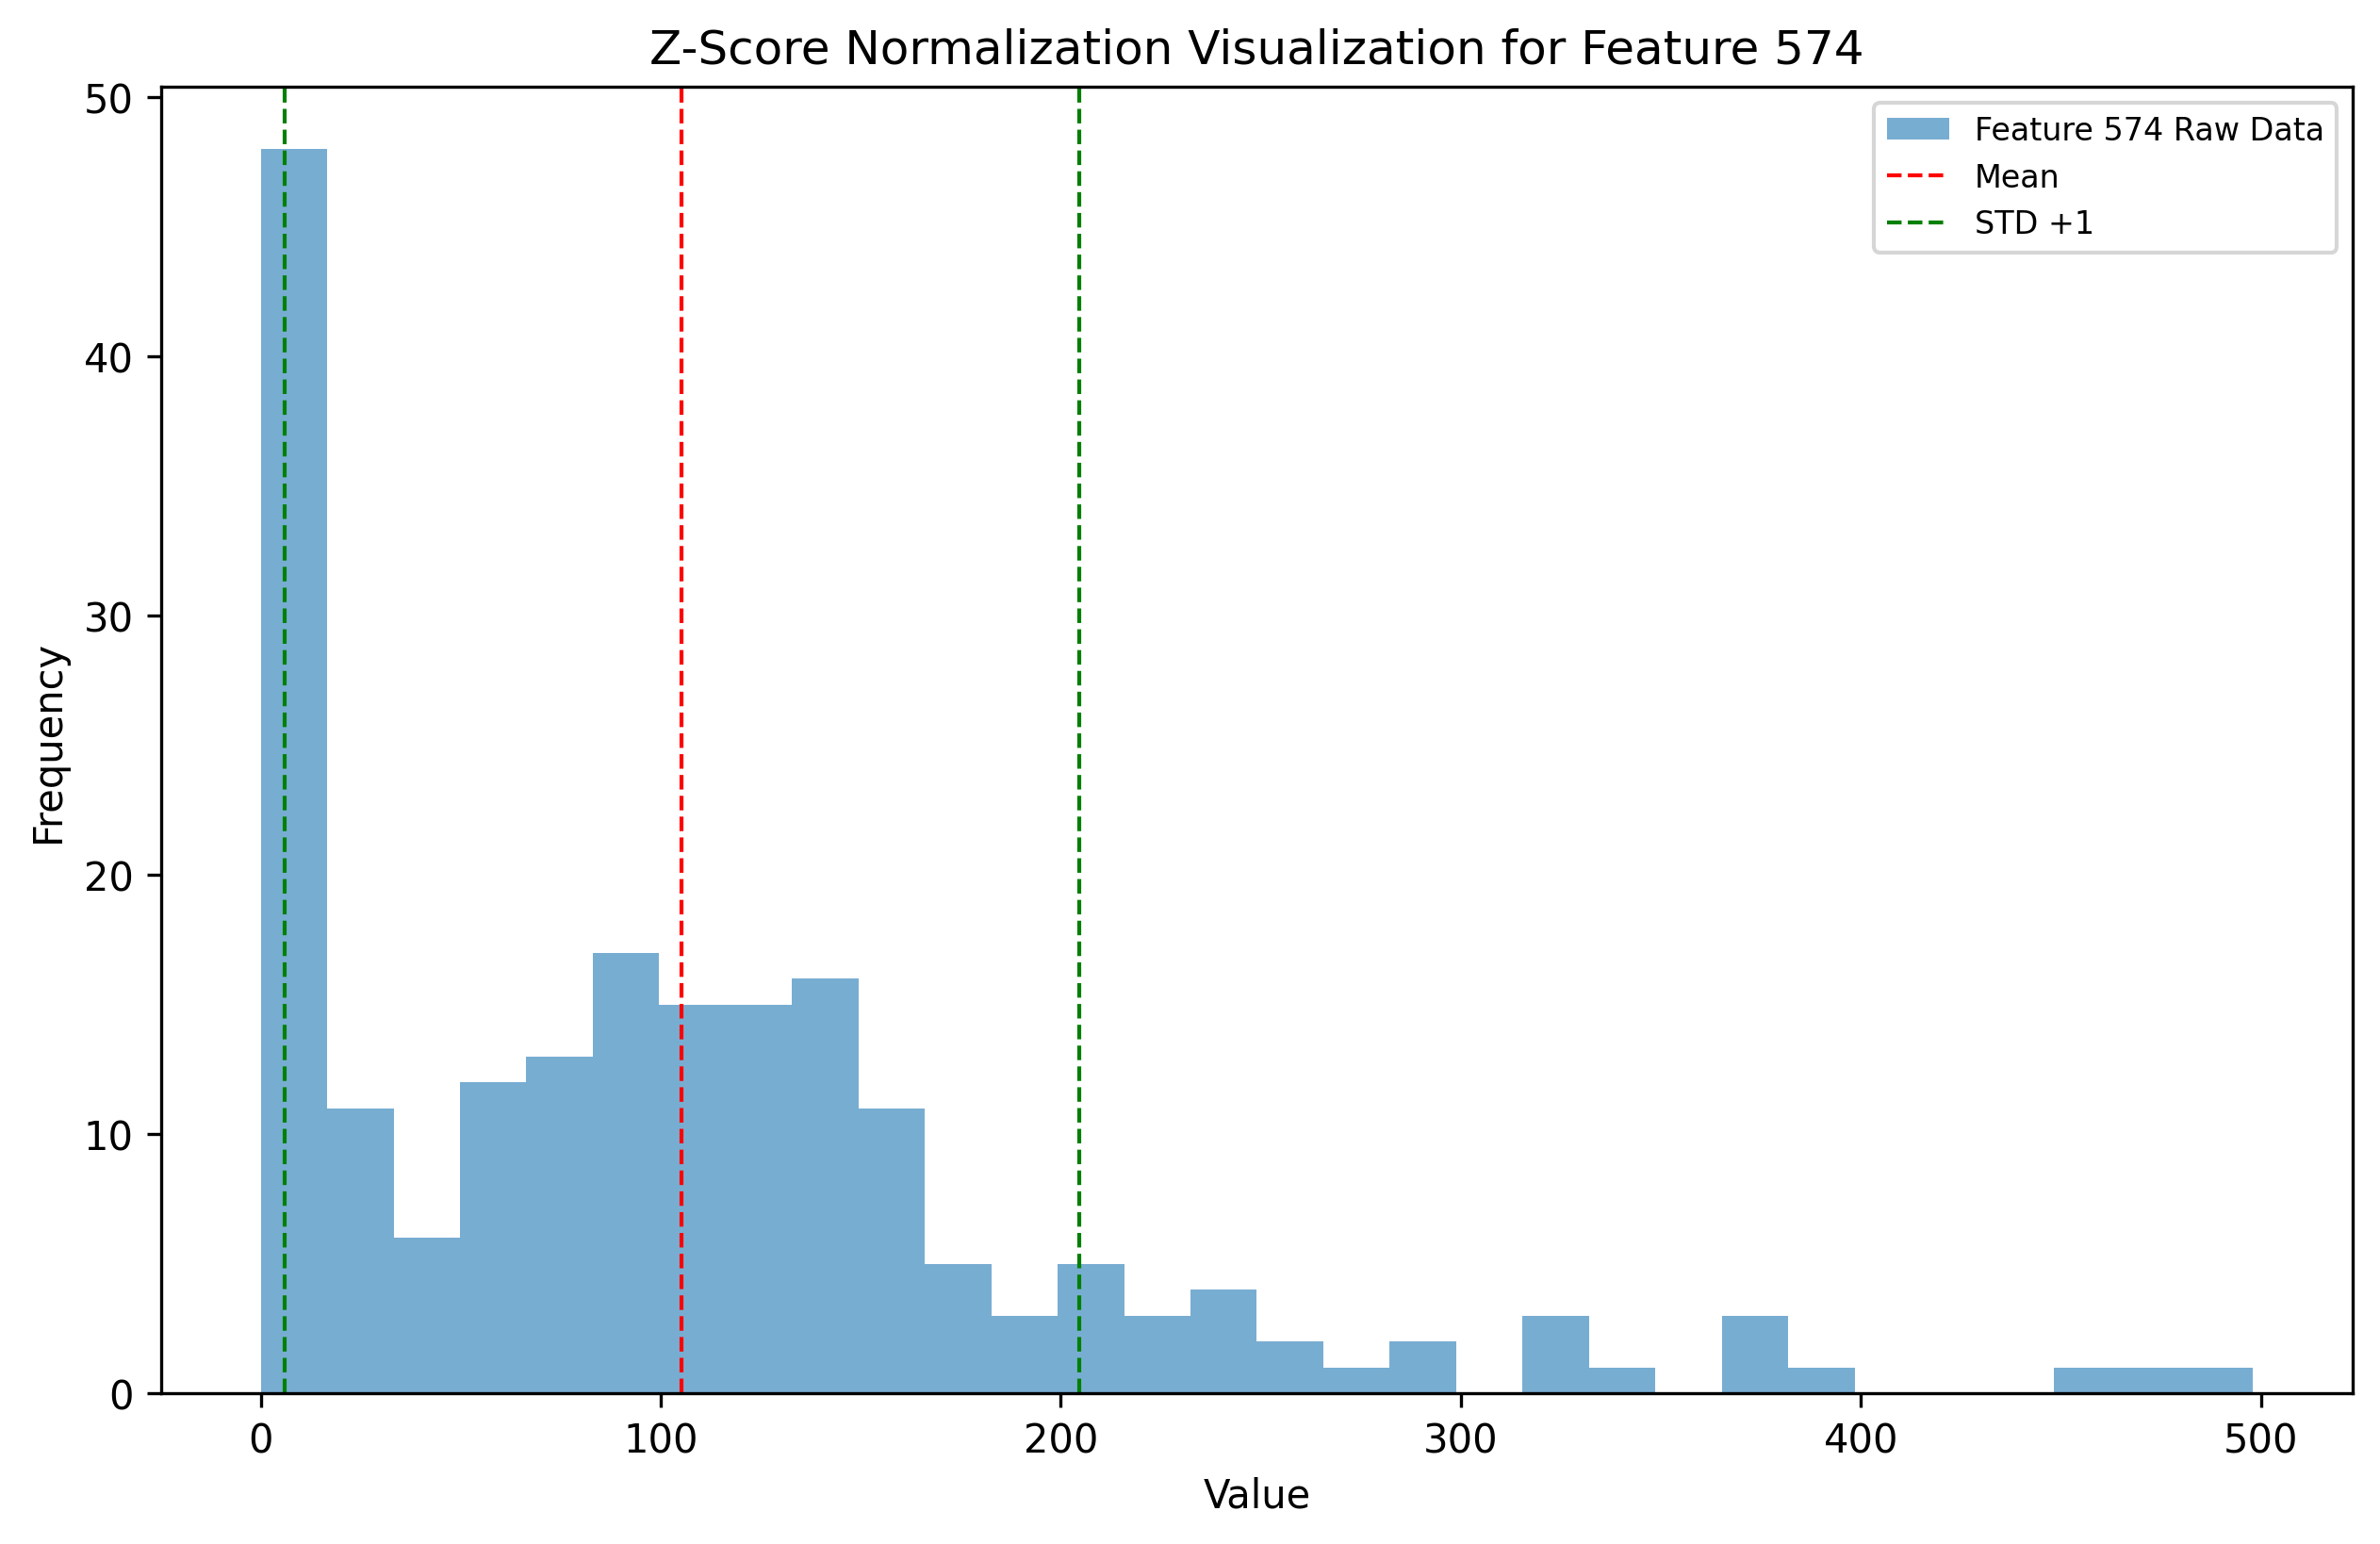 Z-Score Normalization Visualization for Feature 574
50
40
30
20
10
0
Frequency
Feature 574 Raw Data
Mean
STD +1
0 100 200 300 400 500
Value